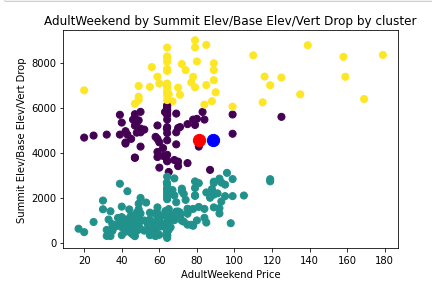 AdultWeekend by Summit Elev/Base Elev/Vert Drop by cluster
Summit Elev/Base Elev/Vert Drop
8000
6000
4000
2000
0
20 40 60 80 100 120 140 160 180
AdultWeekend Price